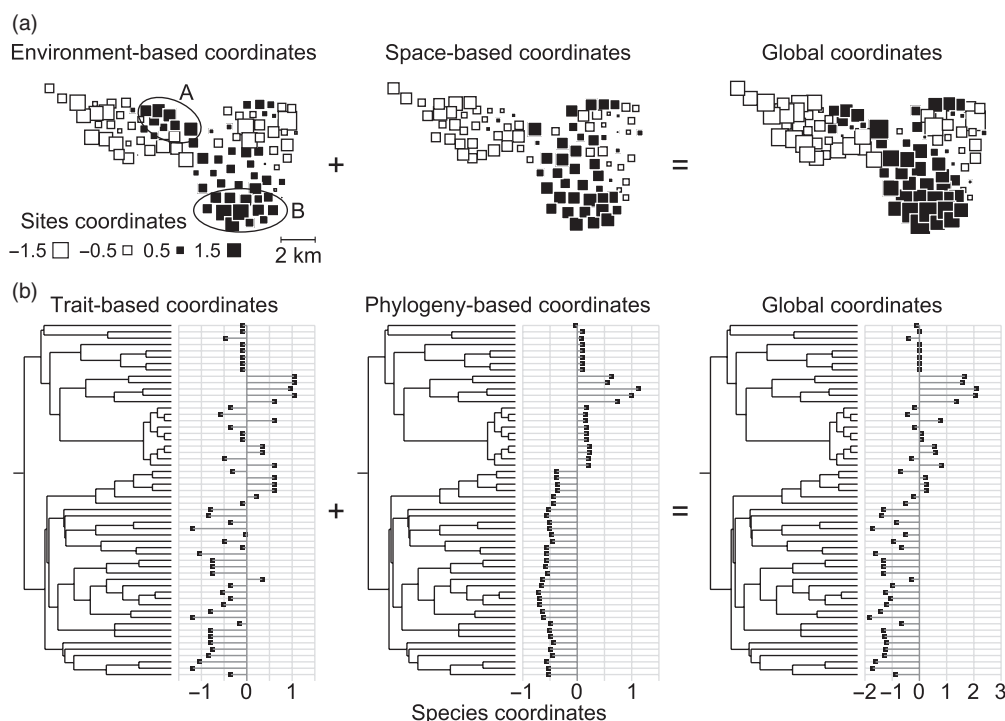 (a)
Environment-based coordinates
Space-based coordinates
Global coordinates
A
+
=
B
Sites coordinates
−1.5 −0.5 0.5 1.5
2 km
(b)
Trait-based coordinates
Phylogeny-based coordinates
Global coordinates
+
=
−1 0 1
−1 0 1
−2 −1 0 1 2 3
Species coordinates